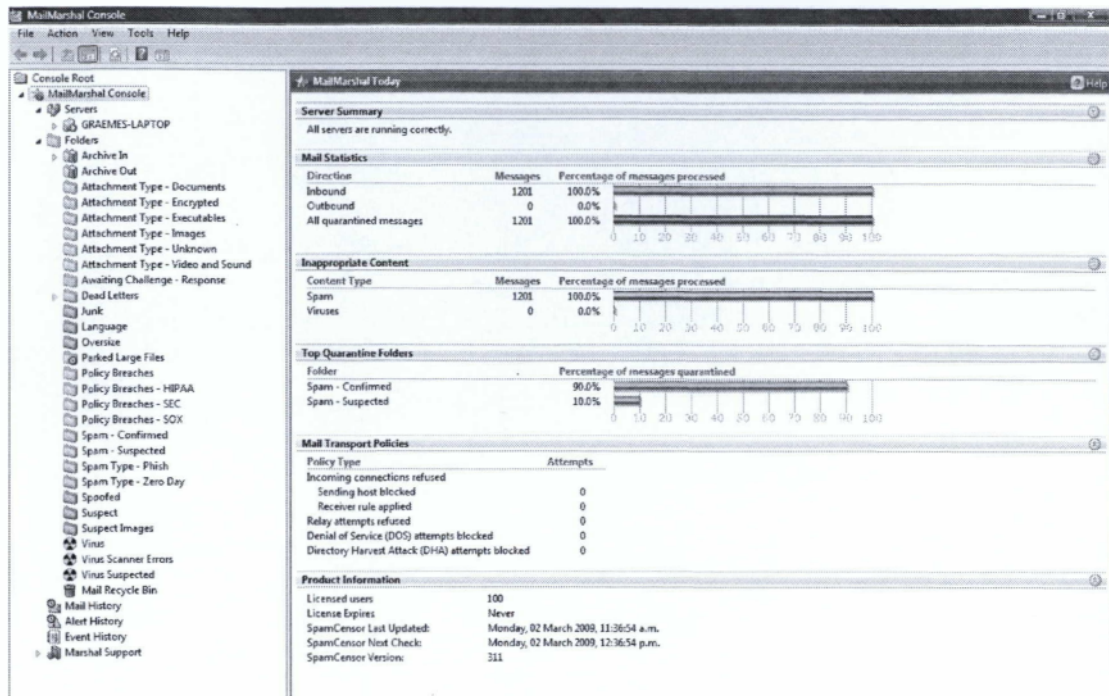 MailMarshal Console
File Action View Tools Help
Console Root
MailMarshal Console
Servers
GRAEMES-LAPTOP
Folders
Archive In
Archive Out
Attachment Type - Documents
Attachment Type - Encrypted
Attachment Type - Executables
Attachment Type - Images
Attachment Type - Unknown
Attachment Type - Video and Sound
Awaiting Challenge - Response
Dead Letters
Junk
Language
Oversize
Parked Large Files
Policy Breaches
Policy Breaches - HIPAA
Policy Breaches - SEC
Policy Breaches - SOX
Spam - Confirmed
Spam - Suspected
Spam Type - Phish
Spam Type - Zero Day
Spoofed
Suspect
Suspect Images
Virus
Virus Scanner Errors
Virus Suspected
Mail Recycle Bin
Mail History
Alert History
Event History
Marshal Support
MailMarshal Today Help
Server Summary
All servers are running correctly.
Mail Statistics
Direction Messages Percentage of messages processed
Inbound 1201 100.0%
Outbound 0 0.0%
All quarantined messages 1201 100.0%
0 10 20 30 40 50 60 70 80 90 100
Inappropriate Content
Content Type Messages Percentage of messages processed
Spam 1201 100.0%
Viruses 0 0.0%
0 10 20 30 40 50 60 70 80 90 100
Top Quarantine Folders
Folder Percentage of messages quarantined
Spam - Confirmed 90.0%
Spam - Suspected 10.0%
0 10 20 30 40 50 60 70 80 90 100
Mail Transport Policies
Policy Type Attempts
Incoming connections refused
Sending host blocked 0
Receiver rule applied 0
Relay attempts refused 0
Denial of Service (DOS) attempts blocked 0
Directory Harvest Attack (DHA) attempts blocked 0
Product Information
Licensed users 100
License Expires Never
SpamCensor Last Updated: Monday, 02 March 2009, 11:36:54 a.m.
SpamCensor Next Check: Monday, 02 March 2009, 12:36:54 p.m.
SpamCensor Version: 311